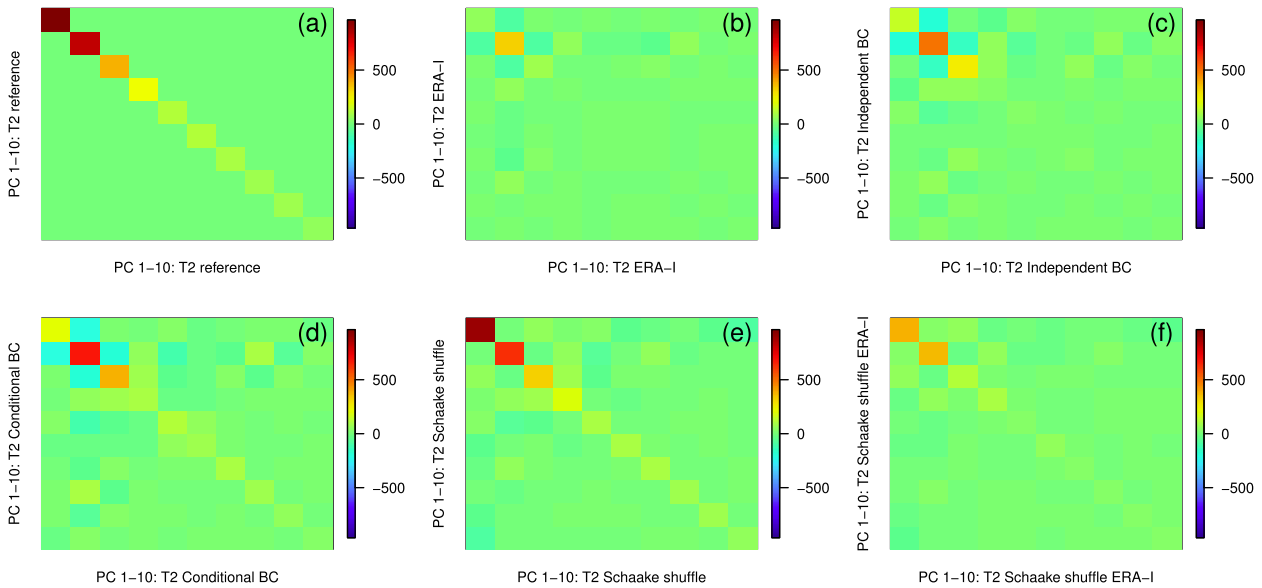 (a)
PC 1−10: T2 reference
500
0
−500
PC 1−10: T2 reference
(b)
PC 1−10: T2 ERA−I
500
0
−500
PC 1−10: T2 ERA−I
(c)
PC 1−10: T2 Independent BC
500
0
−500
PC 1−10: T2 Independent BC
(d)
PC 1−10: T2 Conditional BC
500
0
−500
PC 1−10: T2 Conditional BC
(e)
PC 1−10: T2 Schaake shuffle
500
0
−500
PC 1−10: T2 Schaake shuffle
(f)
PC 1−10: T2 Schaake shuffle ERA−I
500
0
−500
PC 1−10: T2 Schaake shuffle ERA−I